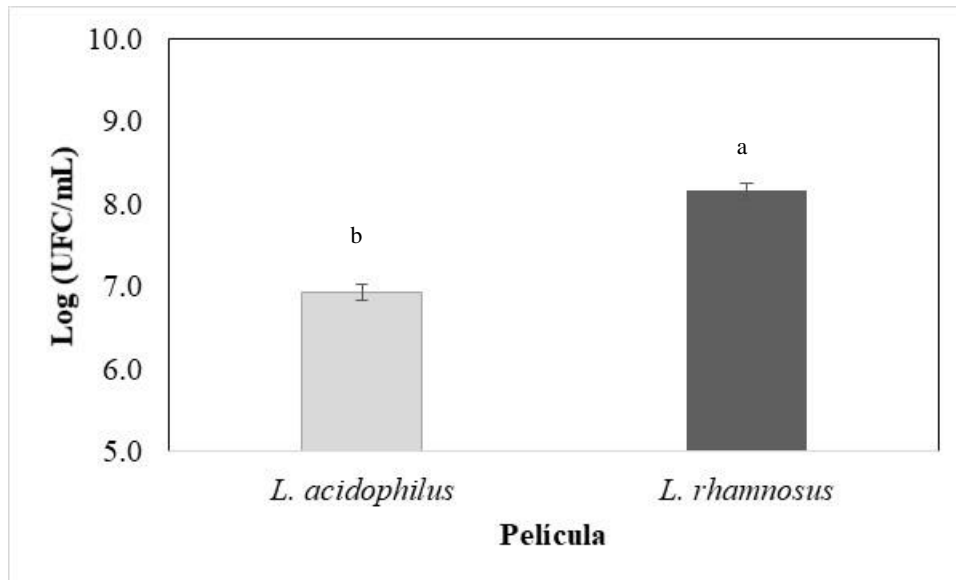 10.0
9.0
8.0
7.0
6.0
5.0
Log (UFC/mL)
b
a
L. acidophilus
L. rhamnosus
Película